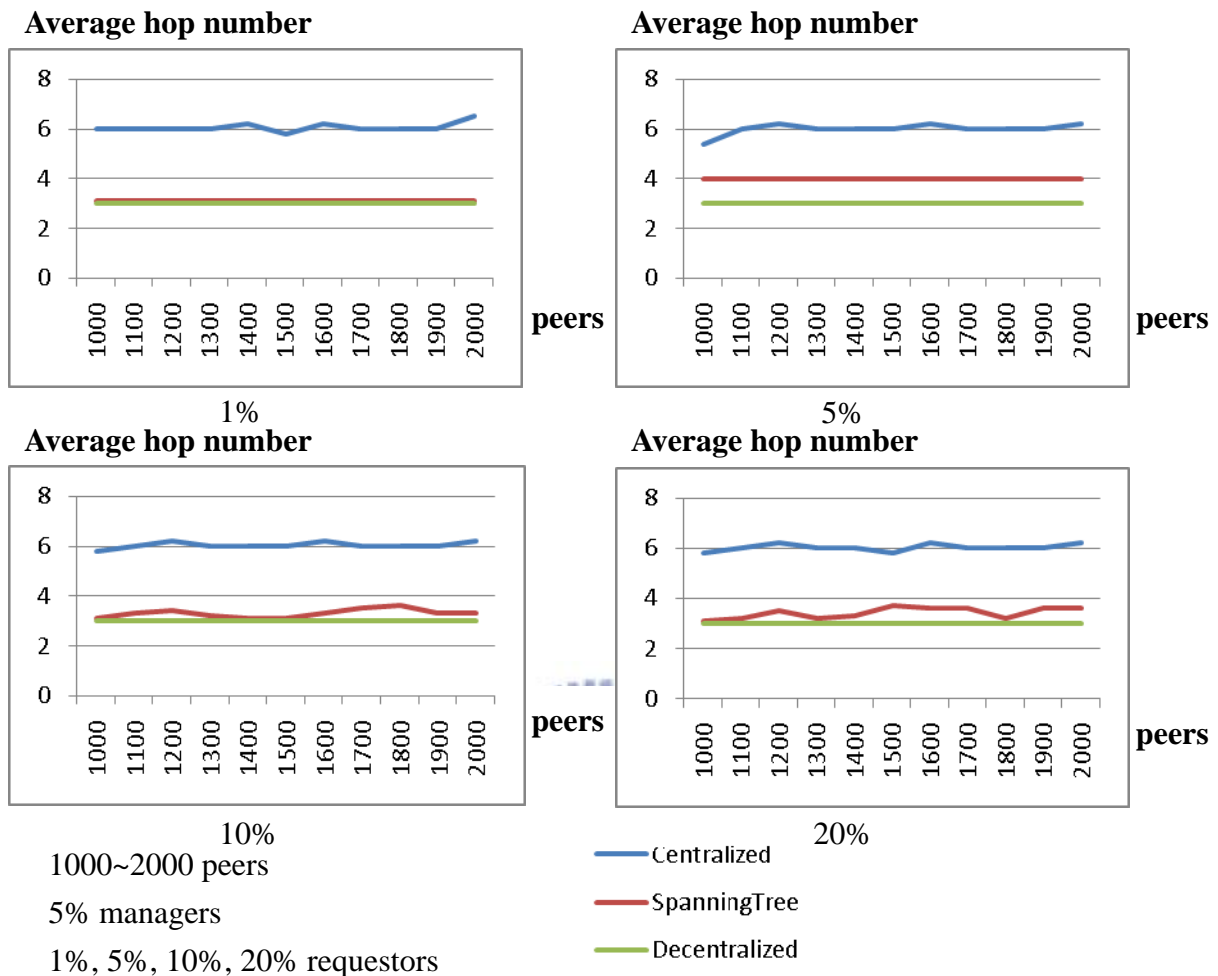 Average hop number
8
6
4
2
0
1000 1100 1200 1300 1400 1500 1600 1700 1800 1900 2000
peers
1%
Average hop number
8
6
4
2
0
1000 1100 1200 1300 1400 1500 1600 1700 1800 1900 2000
peers
5%
Average hop number
8
6
4
2
0
1000 1100 1200 1300 1400 1500 1600 1700 1800 1900 2000
peers
10%
Average hop number
8
6
4
2
0
1000 1100 1200 1300 1400 1500 1600 1700 1800 1900 2000
peers
20%
1000~2000 peers
5% managers
1%, 5%, 10%, 20% requestors
Centralized
SpanningTree
Decentralized